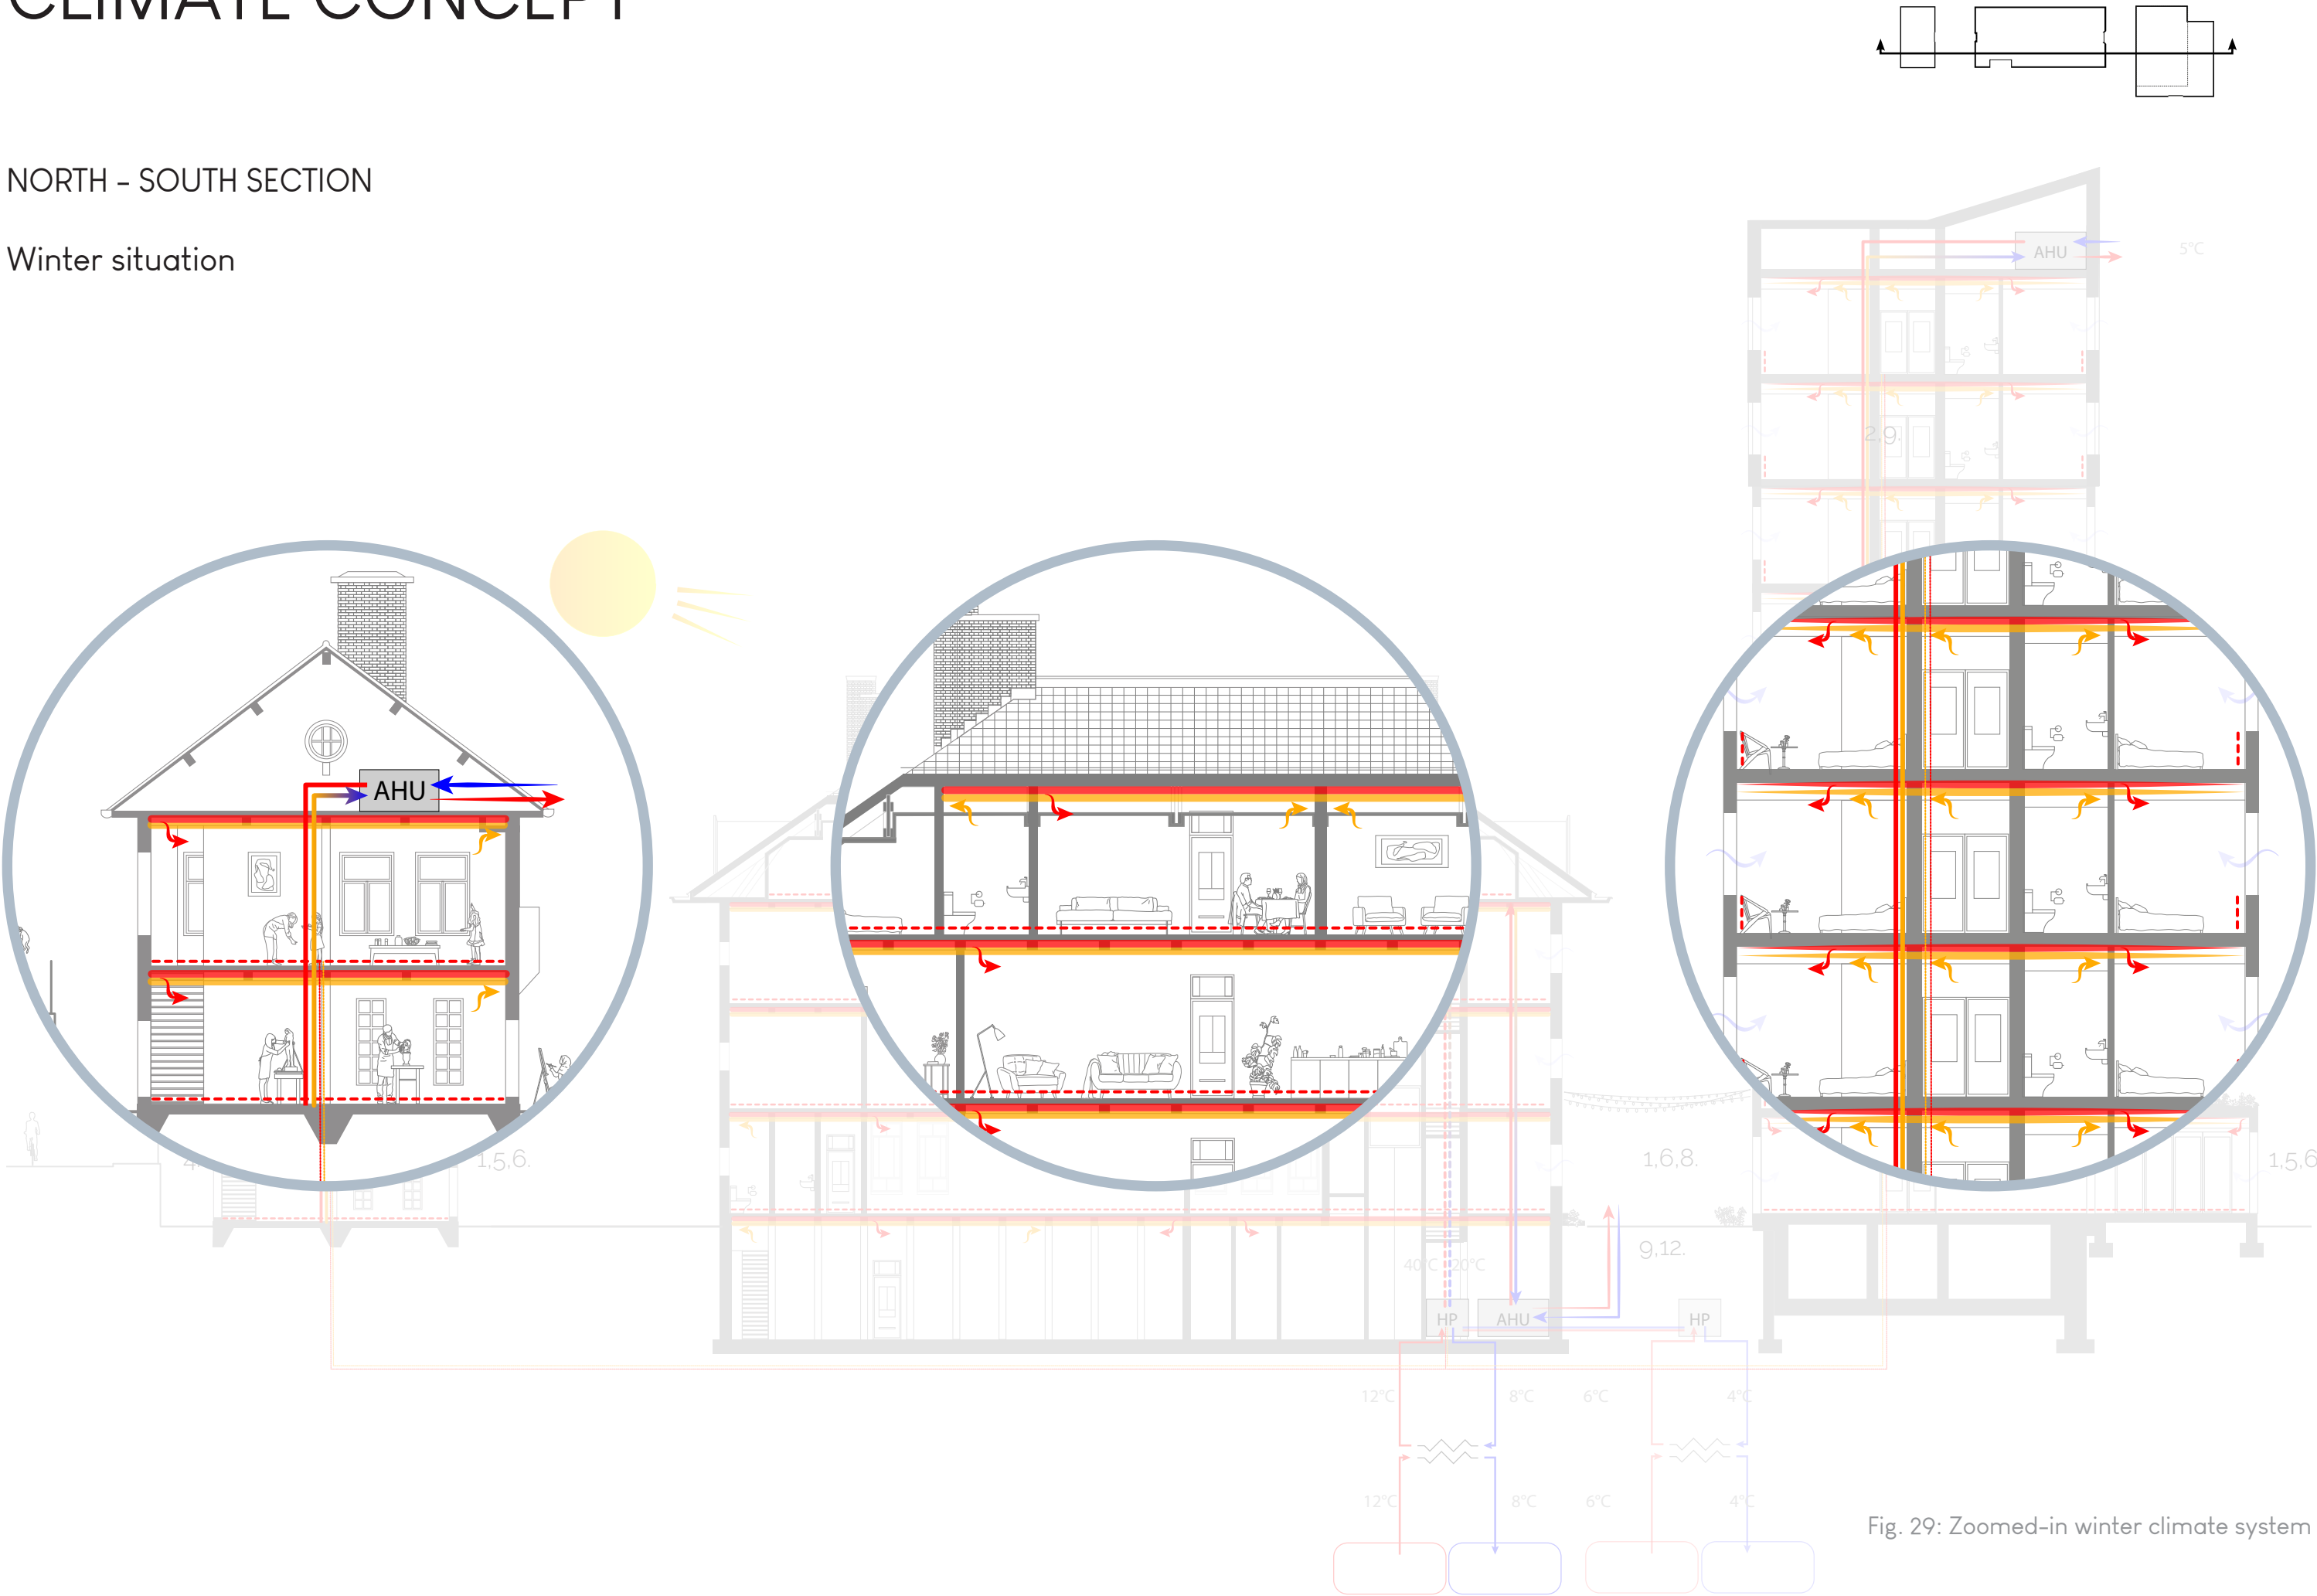 CLIMATE CONCEPT
NORTH - SOUTH SECTION
Winter situation
AHU
5°C
2,9.
AHU
4.
1,5,6.
1,6,8.
1,5,6
9,12.
40°C
20°C
HP
AHU
HP
12°C
8°C
6°C
4°C
12°C
8°C
6°C
4°C
Fig. 29: Zoomed-in winter climate system